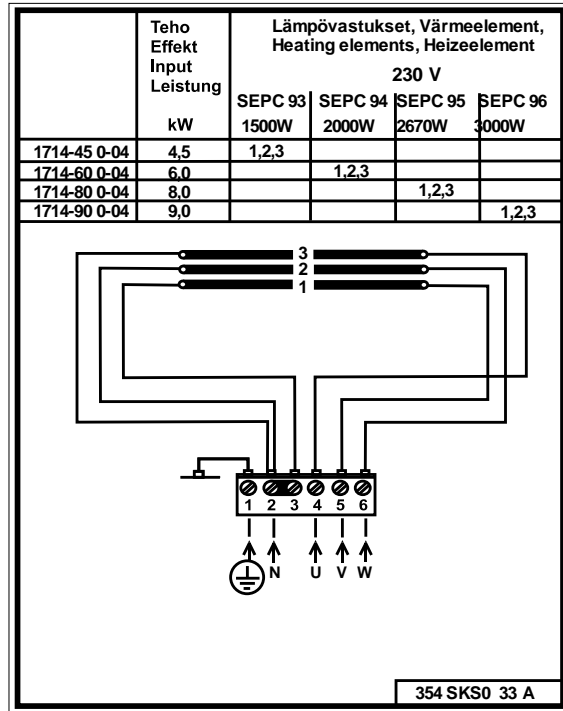 Teho
Effekt
Input
Leistung
kW
Lämpövastukset, Värmeelement,
Heating elements, Heizeelement
230 V
SEPC 93 SEPC 94 SEPC 95 SEPC 96
1500W 2000W 2670W 3000W
1714-45 0-04 4,5 1,2,3
1714-60 0-04 6,0 1,2,3
1714-80 0-04 8,0 1,2,3
1714-90 0-04 9,0 1,2,3
3
2
1
1 2 3 4 5 6
N U V W
354 SKS0 33 A